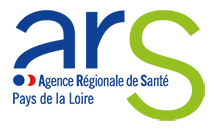 ars
Agence Régionale de Santé
Pays de la Loire